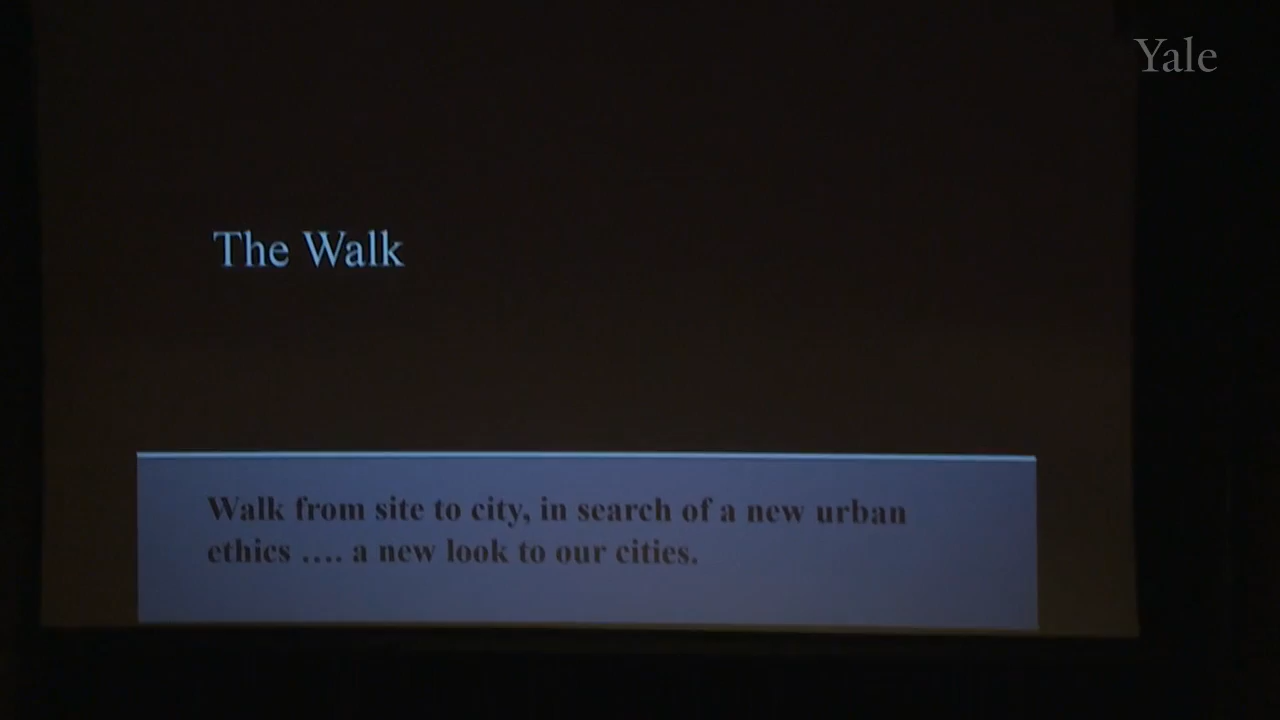 Yale
The Walk
Walk from site to city, in search of a new urban
ethics .... a new look to our cities.